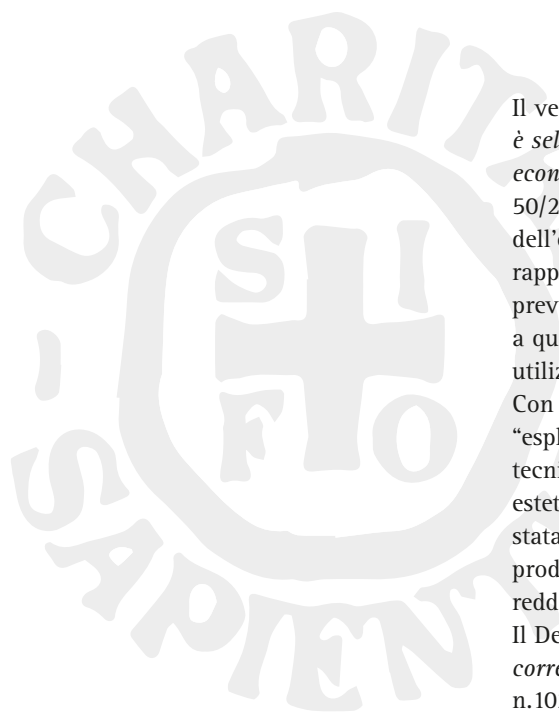 CHARITA
S I
F O
- SAPIENT
Il ve
è sel
econ
50/2
dell'
rapp
prev
a qu
utiliz
Con
"espl
tecni
estet
stata
prod
redd
Il De
corre
n.10